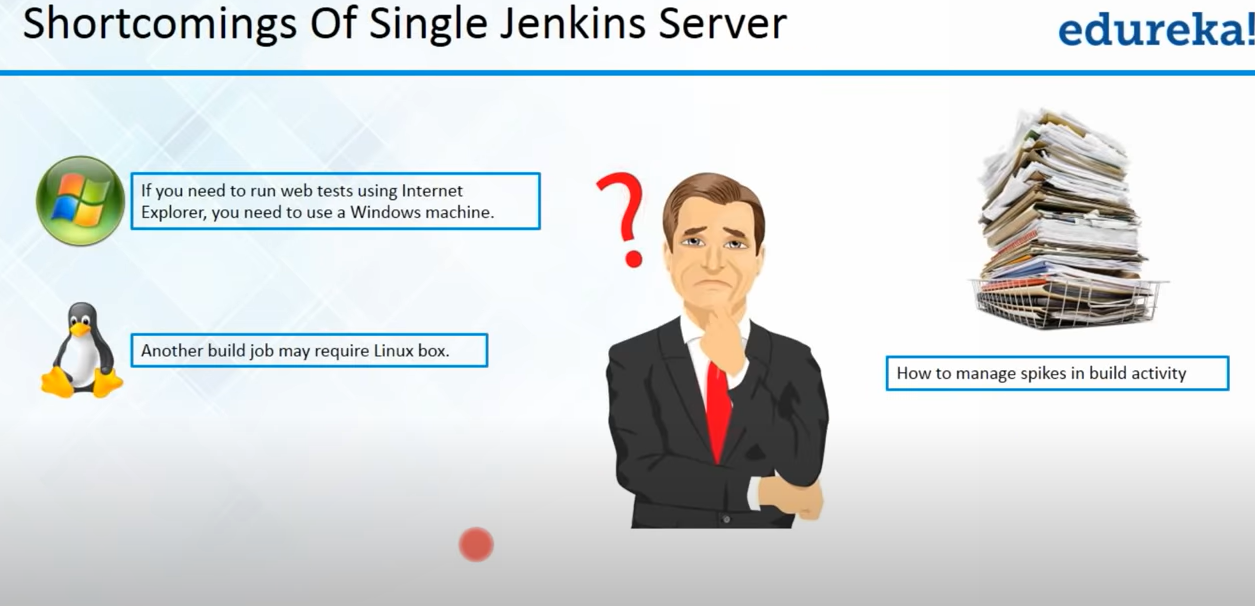 Shortcomings Of Single Jenkins Server
edureka!
If you need to run web tests using Internet
Explorer, you need to use a Windows machine.
Another build job may require Linux box.
How to manage spikes in build activity